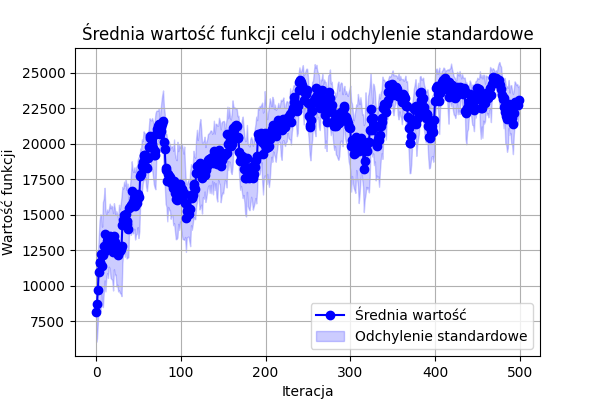 Średnia wartość funkcji celu i odchylenie standardowe
Wartość funkcji
25000
22500
20000
17500
15000
12500
10000
7500
Średnia wartość
Odchylenie standardowe
0 100 200 300 400 500
Iteracja